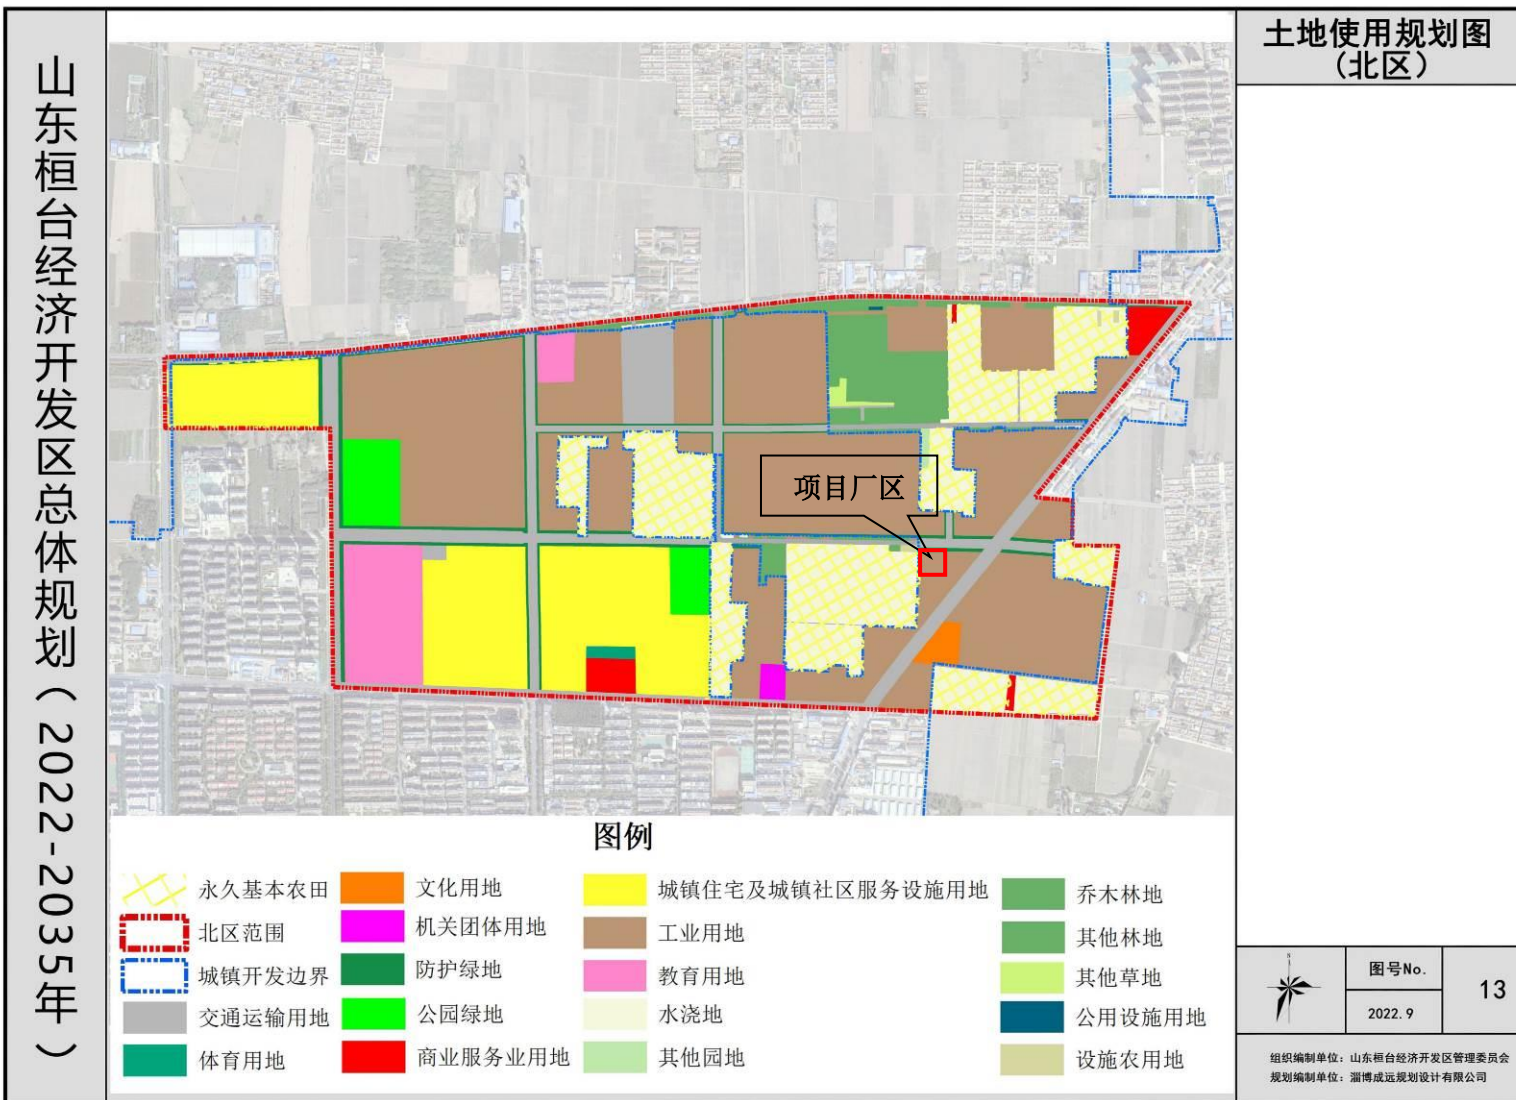 山东桓台经济开发区总体规划（2022-2035年）
土地使用规划图
（北区）
项目厂区
图例
永久基本农田
北区范围
城镇开发边界
交通运输用地
体育用地
文化用地
机关团体用地
防护绿地
公园绿地
商业服务业用地
城镇住宅及城镇社区服务设施用地
工业用地
教育用地
水浇地
其他园地
乔木林地
其他林地
其他草地
公用设施用地
设施农用地
N
图号No.
2022.9
13
组织编制单位：山东桓台经济开发区管理委员会
规划编制单位：淄博成远规划设计有限公司